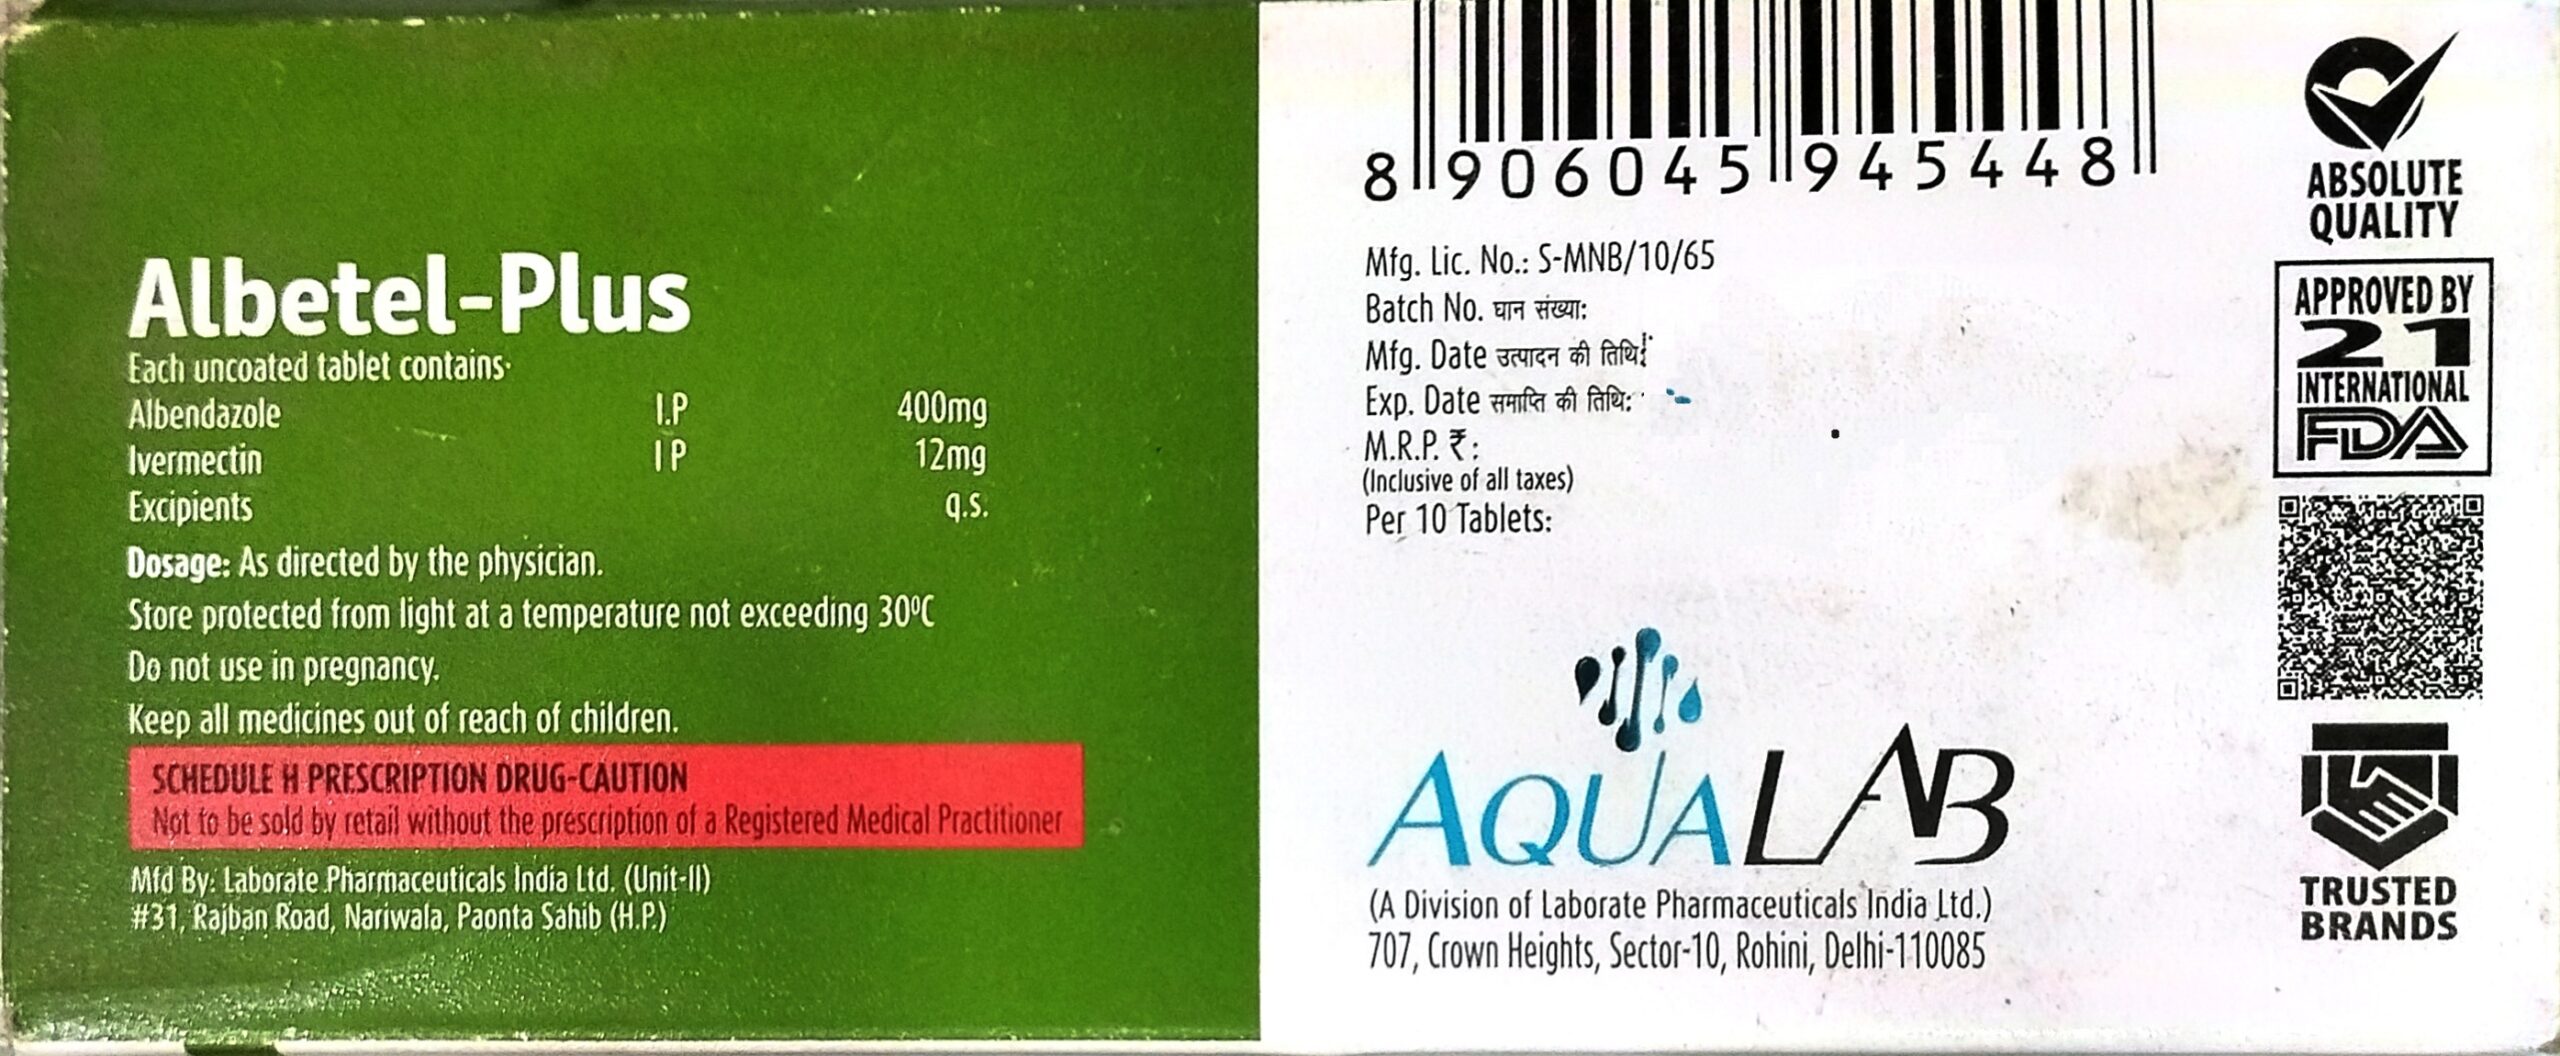 Albetel-Plus
Each uncoated tablet contains·
Albendazole I.P 400mg
Ivermectin I P 12mg
Excipients q.s.
Dosage: As directed by the physician.
Store protected from light at a temperature not exceeding 30⁰C
Do not use in pregnancy.
Keep all medicines out of reach of children.
SCHEDULE H PRESCRIPTION DRUG-CAUTION
Not to be sold by retail without the prescription of a Registered Medical Practitioner
Mfd By: Laborate Pharmaceuticals India Ltd. (Unit-II)
#31, Rajban Road, Nariwala, Paonta Sahib (H.P.)
8 906045 945448
Mfg. Lic. No.: S-MNB/10/65
Batch No. घान संख्या:
Mfg. Date उत्पादन की तिथि:
Exp. Date समाप्ति की तिथि:
M.R.P. ₹:
(Inclusive of all taxes)
Per 10 Tablets:
AQUALAB
(A Division of Laborate Pharmaceuticals India Ltd.)
707, Crown Heights, Sector-10, Rohini, Delhi-110085
ABSOLUTE
QUALITY
APPROVED BY
21
INTERNATIONAL
FDA
TRUSTED
BRANDS